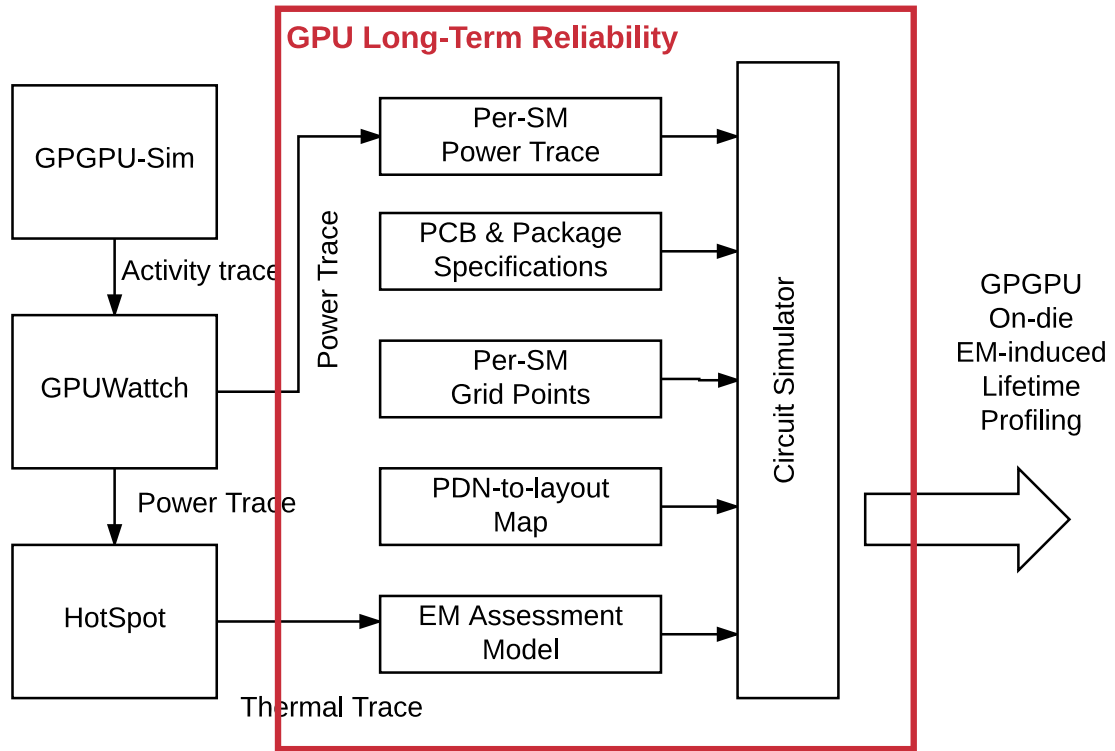 GPU Long-Term Reliability
GPGPU-Sim
Activity trace
GPUWattch
Power Trace
HotSpot
Thermal Trace
Power Trace
Per-SM
Power Trace
PCB & Package
Specifications
Per-SM
Grid Points
PDN-to-layout
Map
EM Assessment
Model
Circuit Simulator
GPGPU
On-die
EM-induced
Lifetime
Profiling